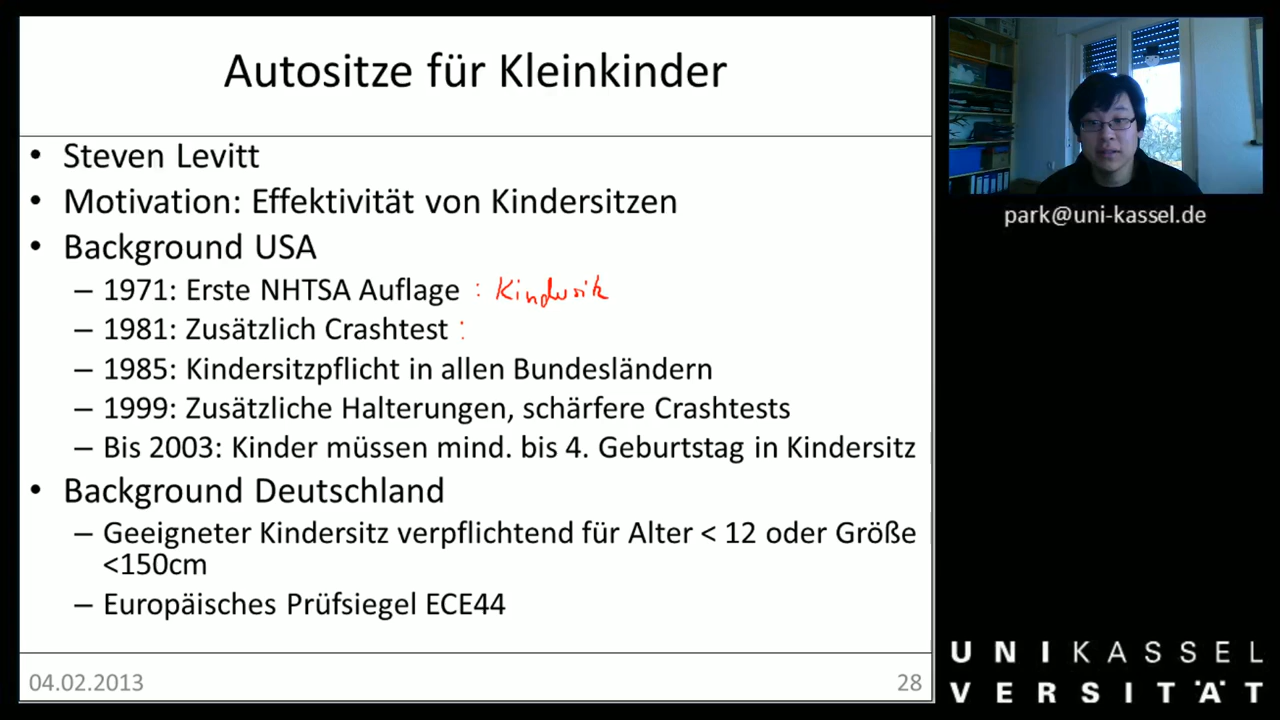 Autositze für Kleinkinder
• Steven Levitt
• Motivation: Effektivität von Kindersitzen
• Background USA
– 1971: Erste NHTSA Auflage : Kindersitz
– 1981: Zusätzlich Crashtest :
– 1985: Kindersitzpflicht in allen Bundesländern
– 1999: Zusätzliche Halterungen, schärfere Crashtests
– Bis 2003: Kinder müssen mind. bis 4. Geburtstag in Kindersitz
• Background Deutschland
– Geeigneter Kindersitz verpflichtend für Alter < 12 oder Größe
<150cm
– Europäisches Prüfsiegel ECE44
04.02.2013
28
park@uni-kassel.de
UNIKASSEL
VERSITÄT